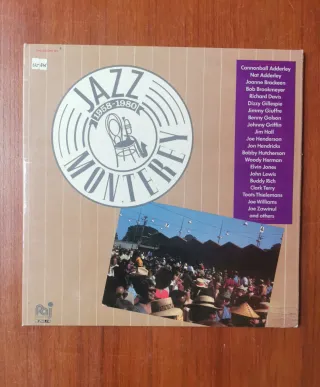 JAZZ
(1958-1980)
MONTEREY
Cannonball Adderley
Nat Adderley
Joanne Brackeen
Bob Brookmeyer
Richard Davis
Dizzy Gillespie
Jimmy Giuffre
Benny Golson
Johnny Griffin
Jim Hall
Joe Henderson
Jon Hendricks
Bobby Hutcherson
Woody Herman
Elvin Jones
John Lewis
Buddy Rich
Clark Terry
Toots Thielemans
Joe Williams
Joe Zawinul
and others